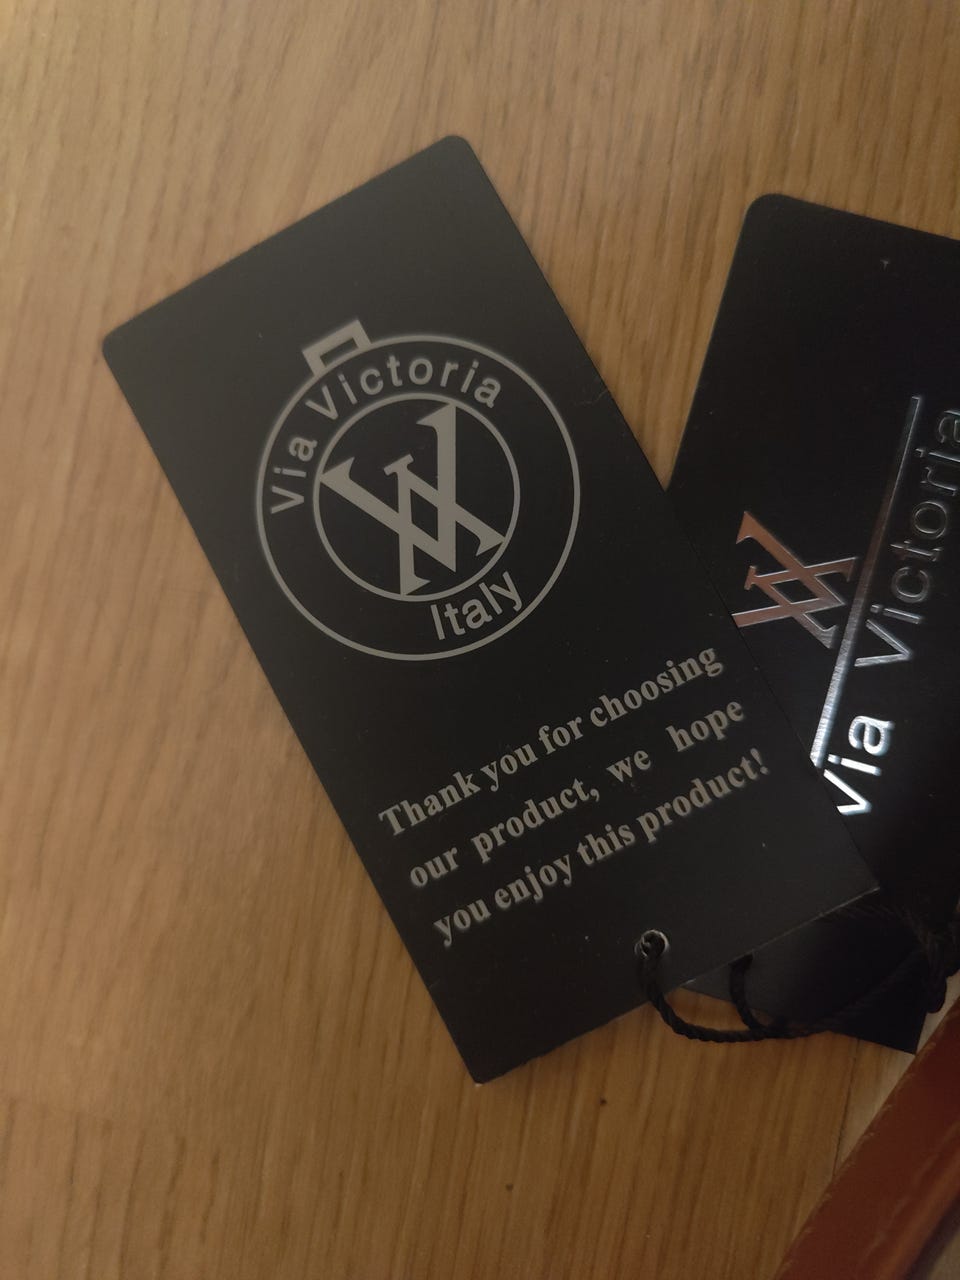 Via Victoria
Italy
Thank you for choosing
our product, we hope
you enjoy this product!
Via Victoria